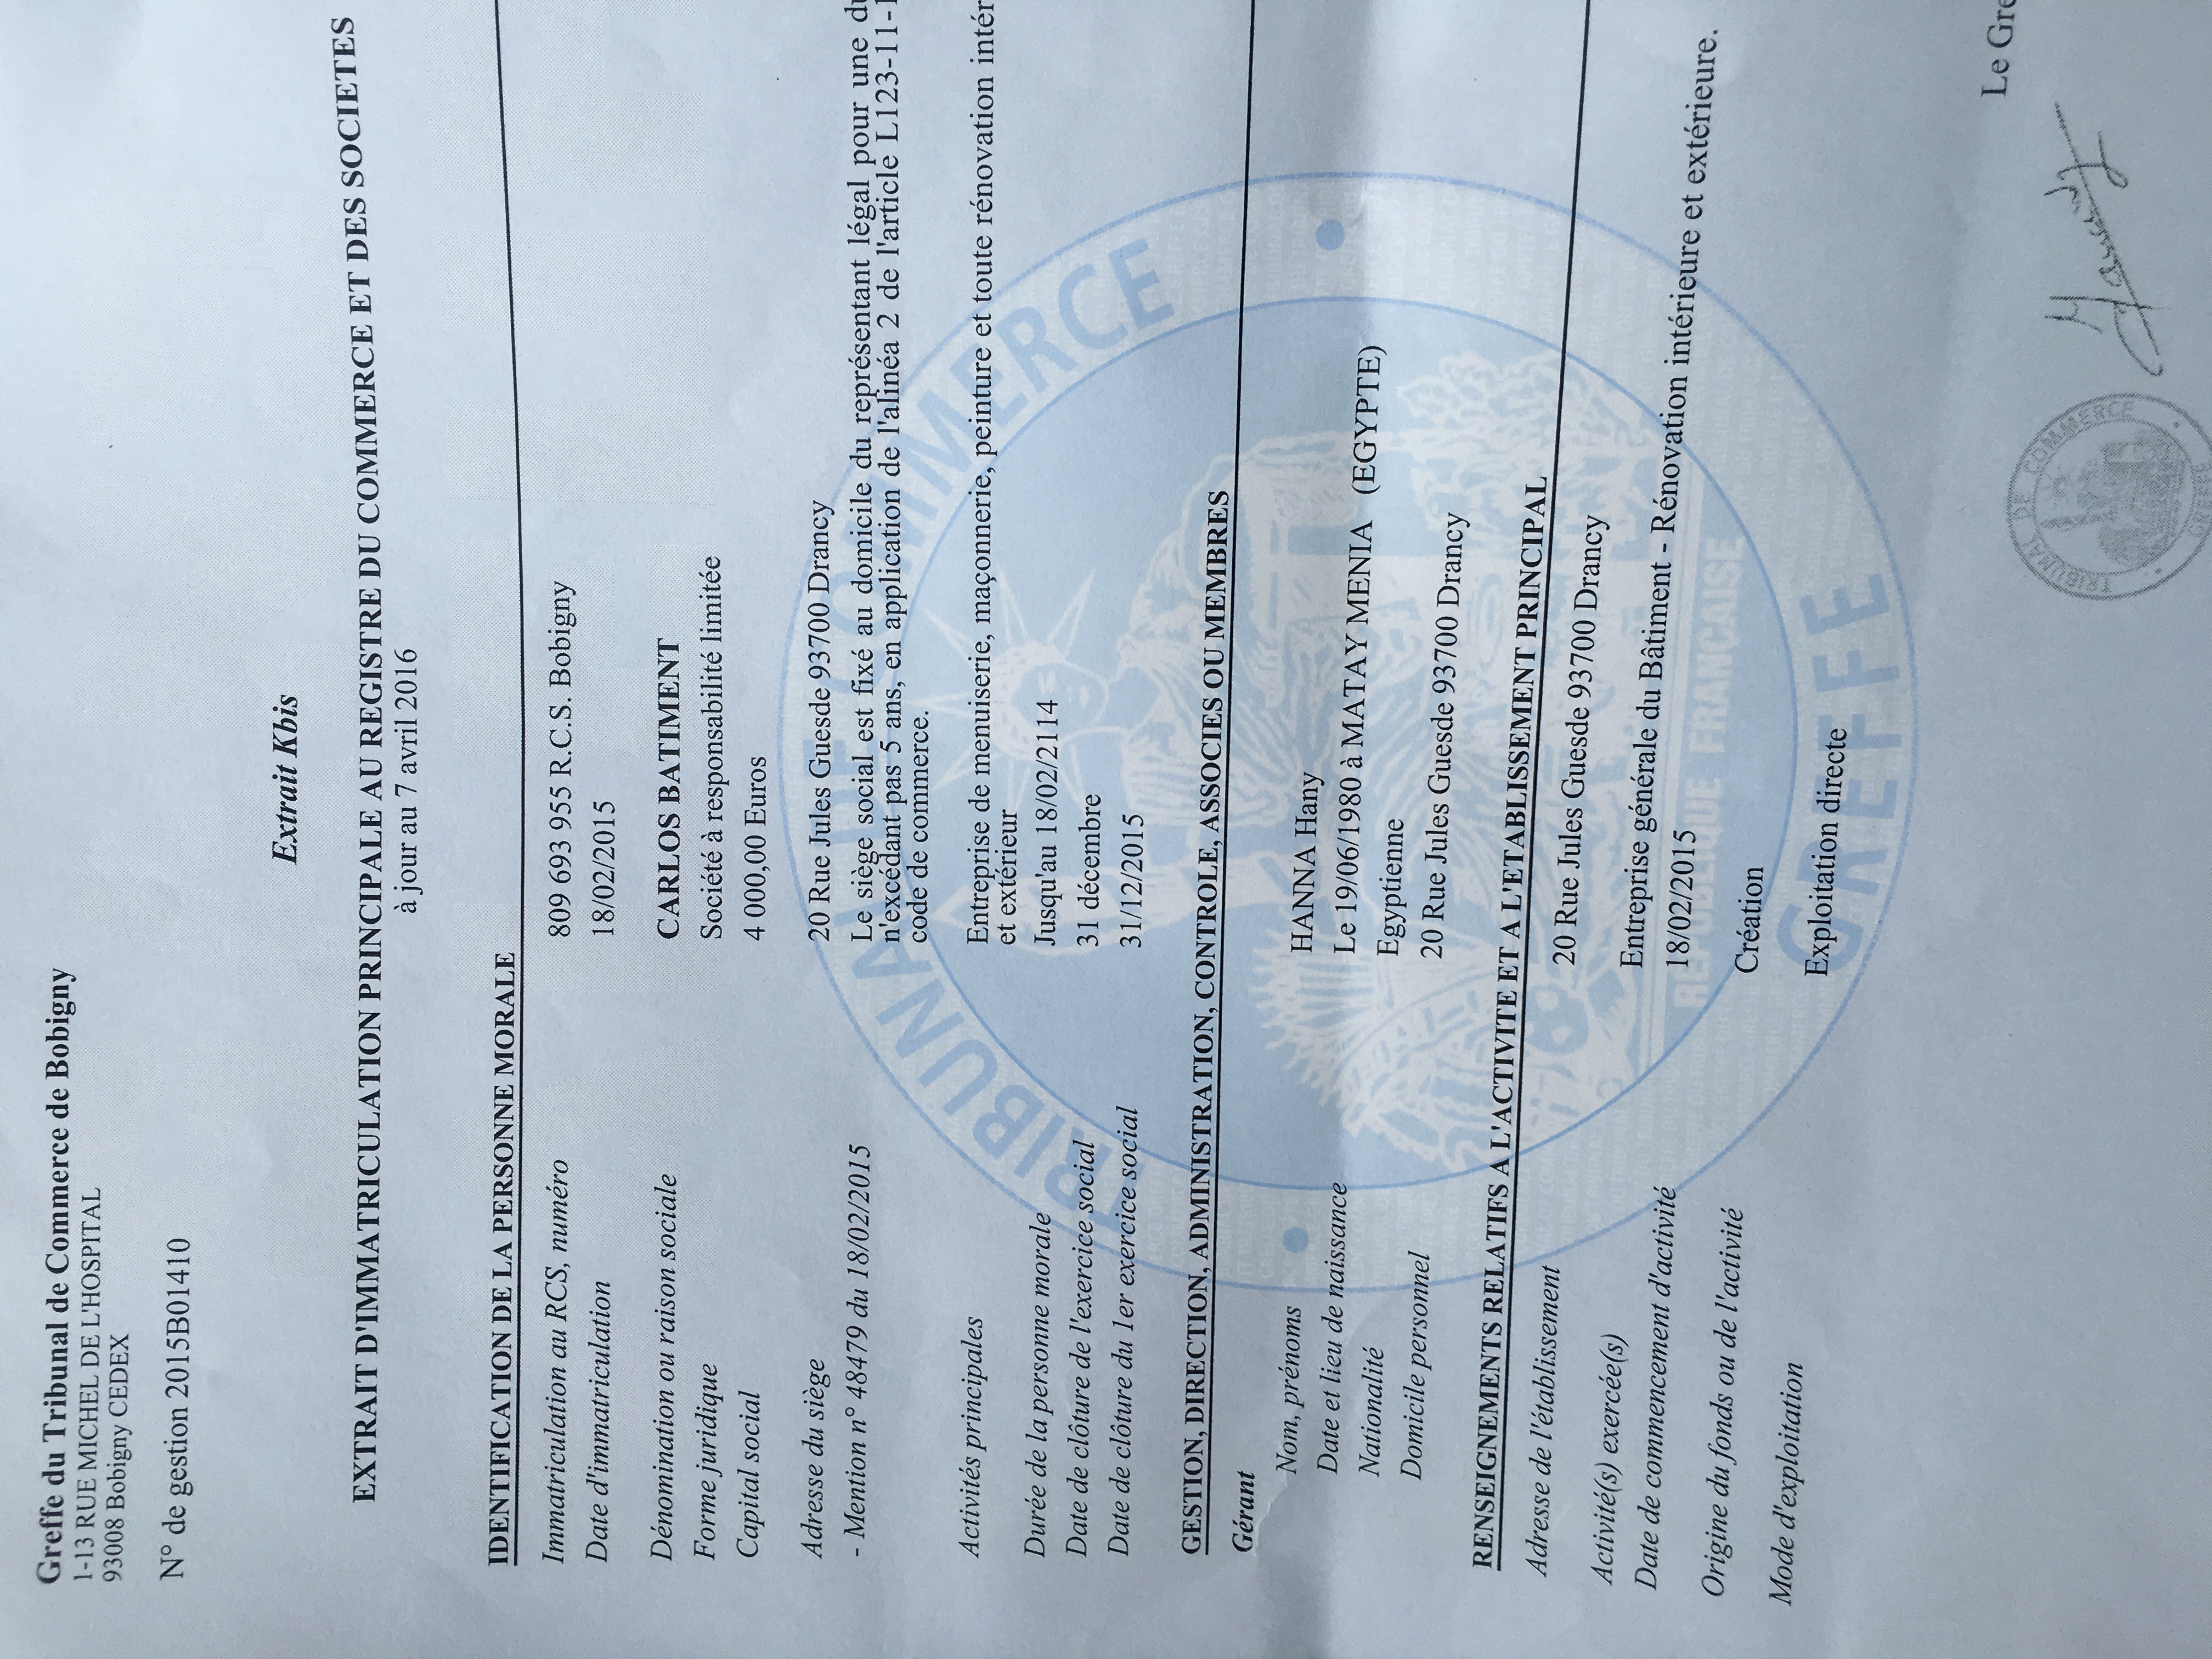 Greffe du Tribunal de Commerce de Bobigny
1-13 RUE MICHEL DE L'HOSPITAL
93008 Bobigny CEDEX
N° de gestion 2015B01410
Extrait Kbis
EXTRAIT D'IMMATRICULATION PRINCIPALE AU REGISTRE DU COMMERCE ET DES SOCIETES
à jour au 7 avril 2016
IDENTIFICATION DE LA PERSONNE MORALE
Immatriculation au RCS, numéro 809 693 955 R.C.S. Bobigny
Date d'immatriculation 18/02/2015
Dénomination ou raison sociale CARLOS BATIMENT
Forme juridique Société à responsabilité limitée
Capital social 4 000,00 Euros
Adresse du siège 20 Rue Jules Guesde 93700 Drancy
- Mention n° 48479 du 18/02/2015 Le siège social est fixé au domicile du représentant légal pour une
n'excédant pas 5 ans, en application de l'alinéa 2 de l'article L123-11-1
code de commerce.
Activités principales Entreprise de menuiserie, maçonnerie, peinture et toute rénovation intér
et extérieur
Durée de la personne morale Jusqu'au 18/02/2114
Date de clôture de l'exercice social 31 décembre
Date de clôture du 1er exercice social 31/12/2015
GESTION, DIRECTION, ADMINISTRATION, CONTROLE, ASSOCIES OU MEMBRES
Gérant
Nom, prénoms HANNA Hany
Date et lieu de naissance Le 19/06/1980 à MATAY MENIA (EGYPTE)
Nationalité Egyptienne
Domicile personnel 20 Rue Jules Guesde 93700 Drancy
RENSEIGNEMENTS RELATIFS A L'ACTIVITE ET A L'ETABLISSEMENT PRINCIPAL
Adresse de l'établissement 20 Rue Jules Guesde 93700 Drancy
Activité(s) exercée(s) Entreprise générale du Bâtiment - Rénovation intérieure et extérieure.
Date de commencement d'activité 18/02/2015
Origine du fonds ou de l'activité Création
Mode d'exploitation Exploitation directe
Le Gre
TRIBUNAL DE COMMERCE
GREFFE
REPUBLIQUE FRANCAISE
TRIBUNAL DE COMMERCE